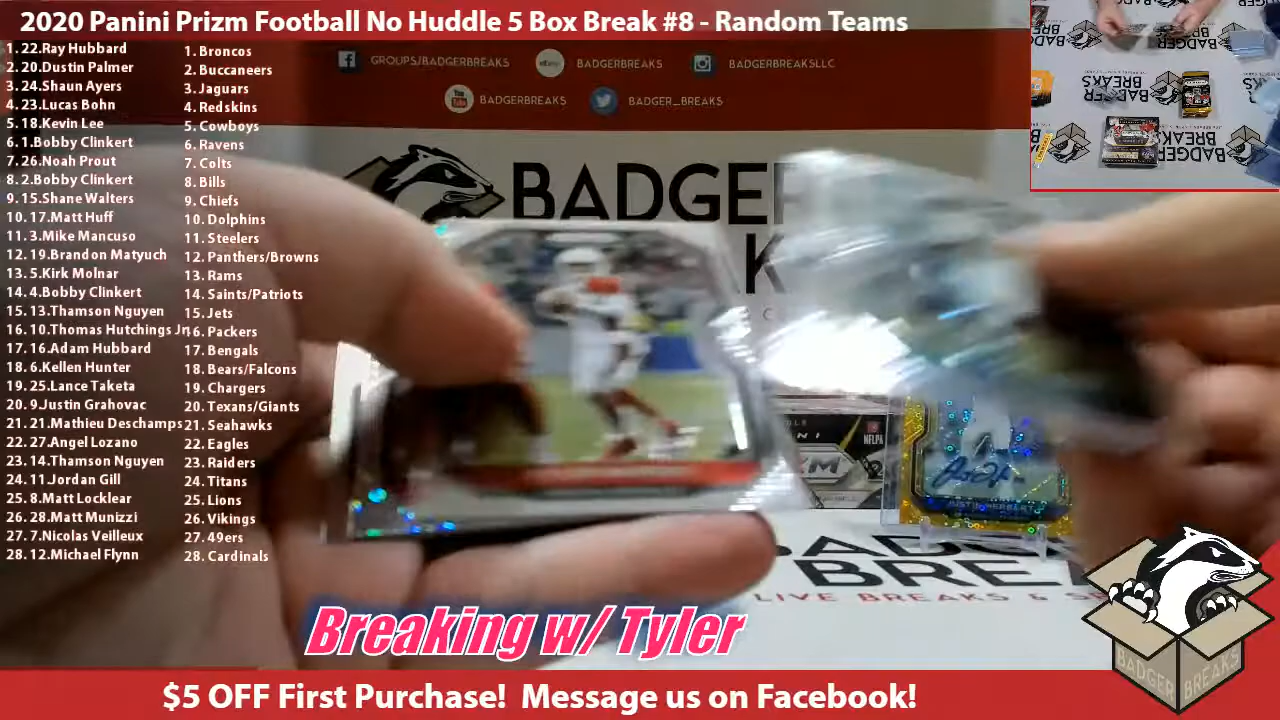 2020 Panini Prizm Football No Huddle 5 Box Break #8 - Random Teams
1. 22.Ray Hubbard
2. 20.Dustin Palmer
3. 24.Shaun Ayers
4. 23.Lucas Bohn
5. 18.Kevin Lee
6. 1.Bobby Clinkert
7. 26.Noah Prout
8. 2.Bobby Clinkert
9. 15.Shane Walters
10. 17.Matt Huff
11. 3.Mike Mancuso
12. 19.Brandon Matyuch
13. 5.Kirk Molnar
14. 4.Bobby Clinkert
15. 13.Thamson Nguyen
16. 10.Thomas Hutchings Jr
17. 16.Adam Hubbard
18. 6.Kellen Hunter
19. 25.Lance Taketa
20. 9.Justin Grahovac
21. 21.Mathieu Deschamps
22. 27.Angel Lozano
23. 14.Thamson Nguyen
24. 11.Jordan Gill
25. 8.Matt Locklear
26. 28.Matt Munizzi
27. 7.Nicolas Veilleux
28. 12.Michael Flynn
1. Broncos
2. Buccaneers
3. Jaguars
4. Redskins
5. Cowboys
6. Ravens
7. Colts
8. Bills
9. Chiefs
10. Dolphins
11. Steelers
12. Panthers/Browns
13. Rams
14. Saints/Patriots
15. Jets
16. Packers
17. Bengals
18. Bears/Falcons
19. Chargers
20. Texans/Giants
21. Seahawks
22. Eagles
23. Raiders
24. Titans
25. Lions
26. Vikings
27. 49ers
28. Cardinals
GROUPS/BADGERBREAKS
ebay
BADGERBREAKS
BADGERBREAKSLLC
You Tube
BADGERBREAKS
BADGER_BREAKS
BADGE
K
NFLPA
JUSTIN HERBERT
BADG
BREA
LIVE BREAKS & S
Breaking w/ Tyler
BADGER BREAKS
$5 OFF First Purchase! Message us on Facebook!